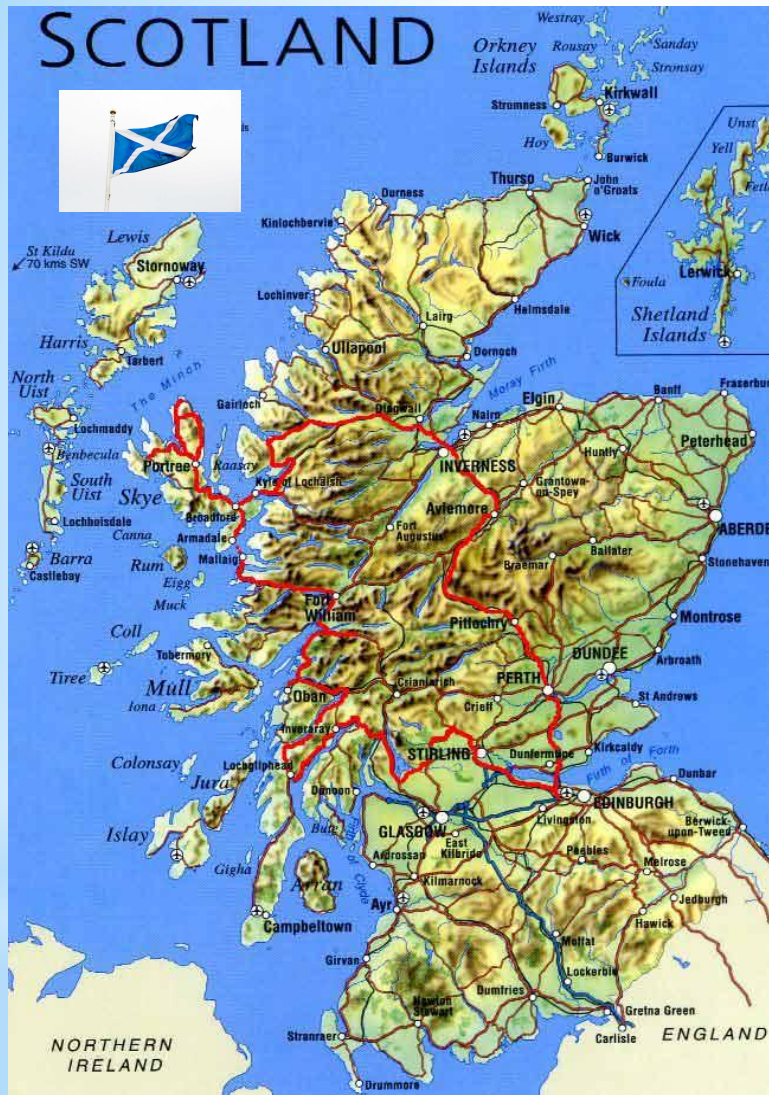 SCOTLAND
Westray
Rousay
Sanday
Stronsay
Orkney
Islands
Kirkwall
Stromness
Hoy
Burwick
Unst
Yell
Thurso
John
o'Groats
Durness
Kinlochbervie
Wick
Lewis
St Kilda
70 kms SW
Stornoway
Foula
Lerwick
Lochinver
Helmsdale
Shetland
Islands
Lairg
Harris
Ullapool
Dornoch
Tarbert
North
Uist
The Minch
Moray Firth
Gairloch
Elgin
Banff
Fraserbur
Dingwall
Nairn
Lochmaddy
Peterhead
Benbecula
Portree
Raasay
INVERNESS
Huntly
South
Uist
Kyle of Lochalsh
Grantown-
on-Spey
Skye
Aviemore
Lochboisdale
Broadford
Fort
Augustus
ABERDE
Canna
Armadale
Ballater
Barra
Mallaig
Braemar
Stonehaven
Castlebay
Rum
Eigg
Muck
Fort
William
Pitlochry
Montrose
Coll
Tobermory
DUNDEE
Arbroath
Tiree
Mull
Crianlarich
PERTH
Iona
Oban
Crieff
St Andrews
Inveraray
STIRLING
Dunfermline
Kirkcaldy
Colonsay
Lochgilphead
Firth of Forth
Jura
Dunoon
Dunbar
EDINBURGH
Livingston
Islay
Bute
GLASGOW
Berwick-
upon-Tweed
Firth of Clyde
East
Kilbride
Peebles
Gigha
Ardrossan
Melrose
Arran
Kilmarnock
Jedburgh
Ayr
Hawick
Campbeltown
Moffat
Girvan
Lockerbie
Dumfries
Newton
Stewart
Gretna Green
Stranraer
Carlisle
ENGLAND
NORTHERN
IRELAND
Drummore